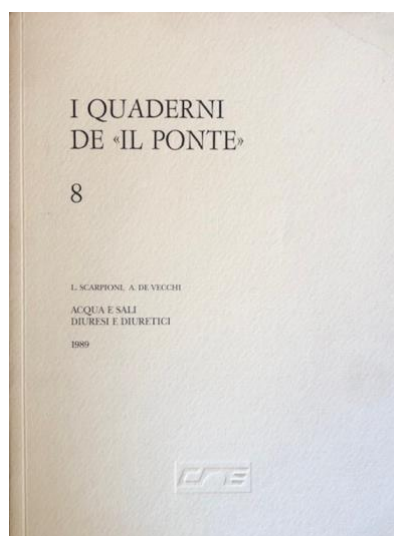 I QUADERNI
DE «IL PONTE»
8
L. SCARPIONI, A. DE VECCHI
ACQUA E SALI
DIURESI E DIURETICI
1989